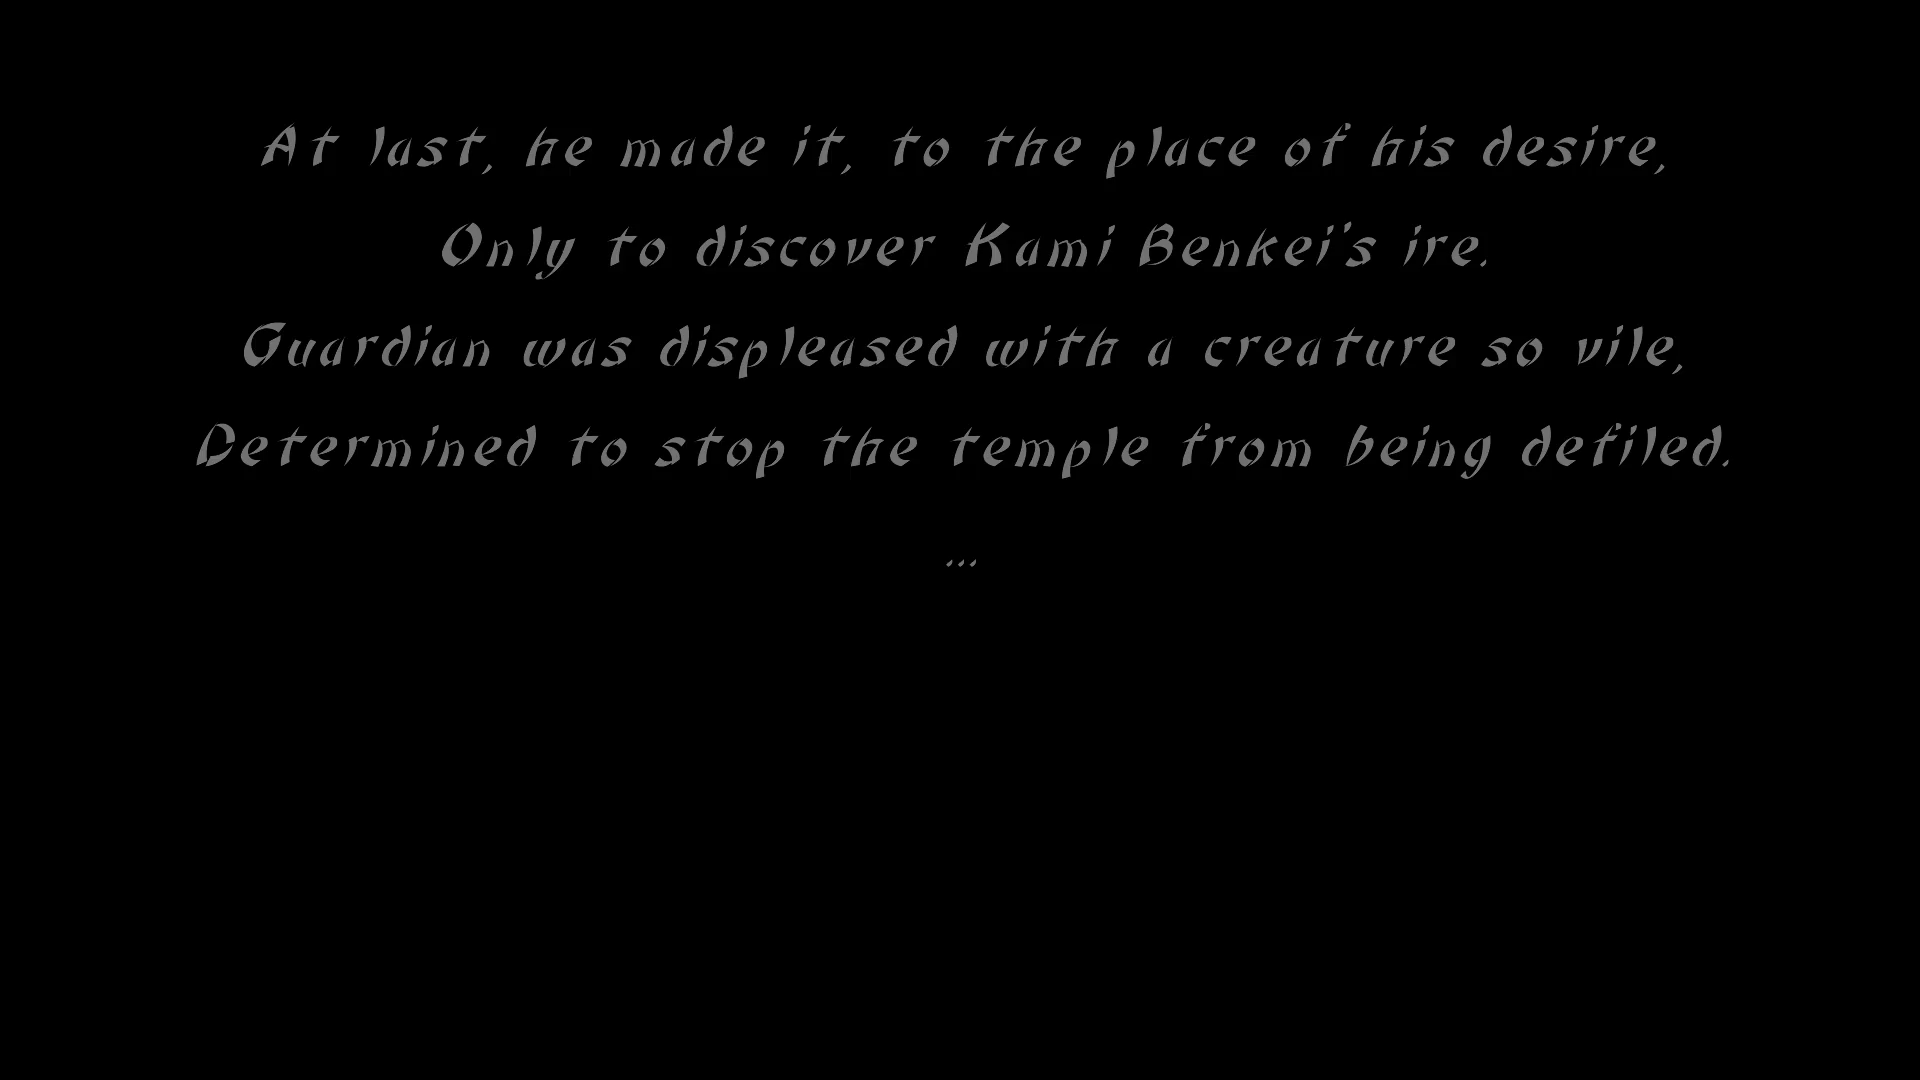 At last, he made it, to the place of his desire,
Only to discover Kami Benkei's ire.
Guardian was displeased with a creature so vile,
Determined to stop the temple from being defiled.
...